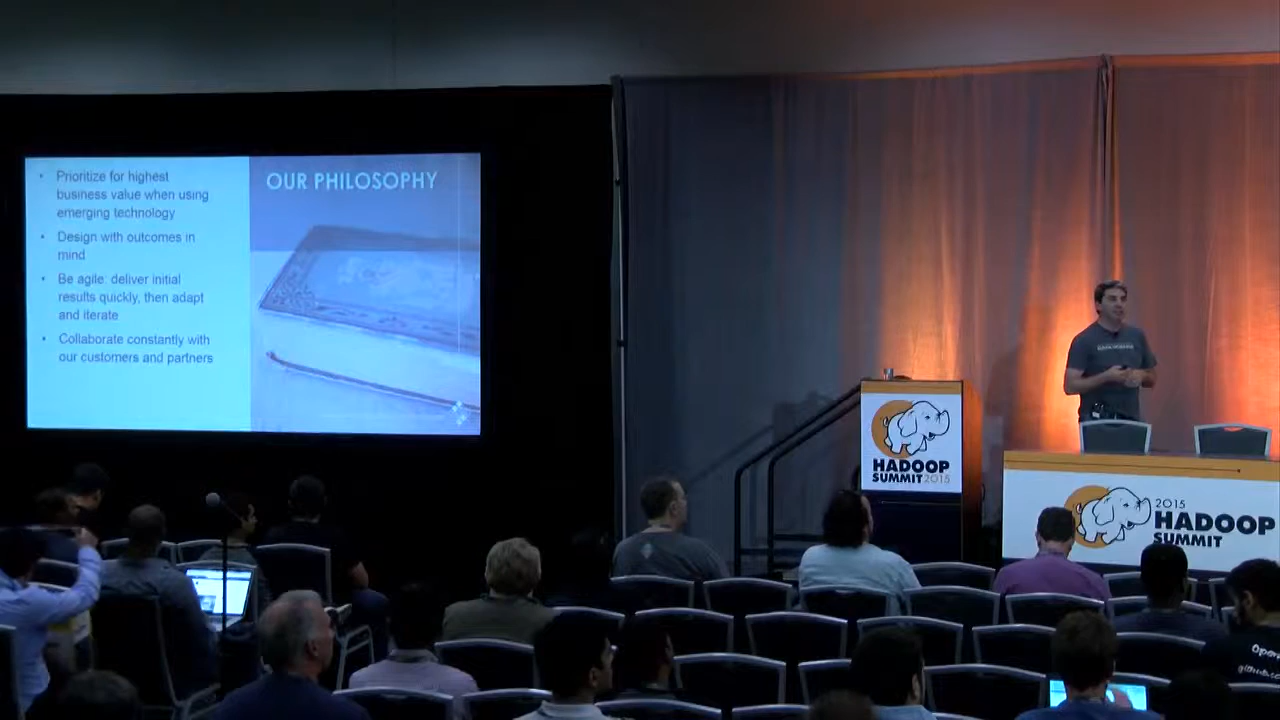 • Prioritize for highest
business value when using
emerging technology
• Design with outcomes in
mind
• Be agile: deliver initial
results quickly, then adapt
and iterate
• Collaborate constantly with
our customers and partners
OUR PHILOSOPHY
HADOOP
SUMMIT 2015
2015
HADOOP
SUMMIT
Open